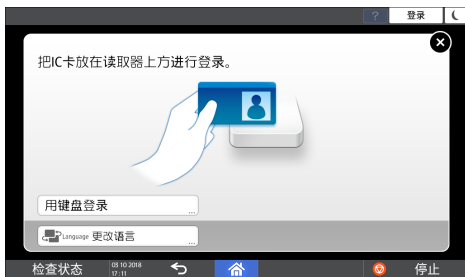 ? 登录
把IC卡放在读取器上方进行登录。
用键盘登录
Language 更改语言
检查状态 03 10 2018 17:11 停止